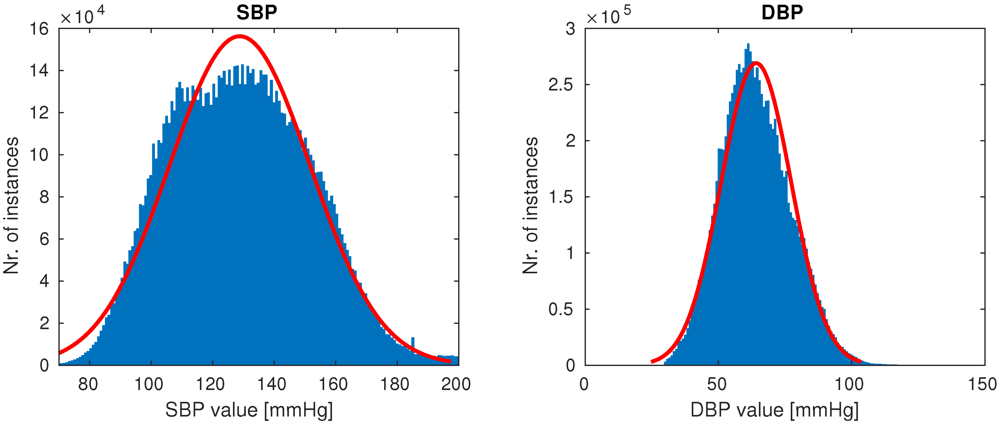 SBP
×10^4
16
14
12
10
8
6
4
2
0
Nr. of instances
80 100 120 140 160 180 200
SBP value [mmHg]
DBP
×10^5
3
2.5
2
1.5
1
0.5
0
Nr. of instances
0 50 100 150
DBP value [mmHg]